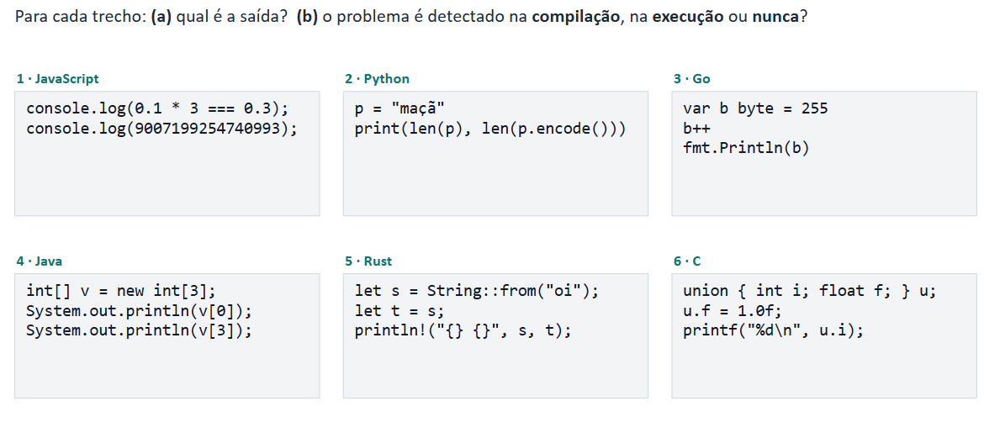 Para cada trecho: (a) qual é a saída? (b) o problema é detectado na compilação, na execução ou nunca?
1 · JavaScript
console.log(0.1 * 3 === 0.3);
console.log(9007199254740993);
2 · Python
p = "maçã"
print(len(p), len(p.encode()))
3 · Go
var b byte = 255
b++
fmt.Println(b)
4 · Java
int[] v = new int[3];
System.out.println(v[0]);
System.out.println(v[3]);
5 · Rust
let s = String::from("oi");
let t = s;
println!("{} {}", s, t);
6 · C
union { int i; float f; } u;
u.f = 1.0f;
printf("%d\n", u.i);